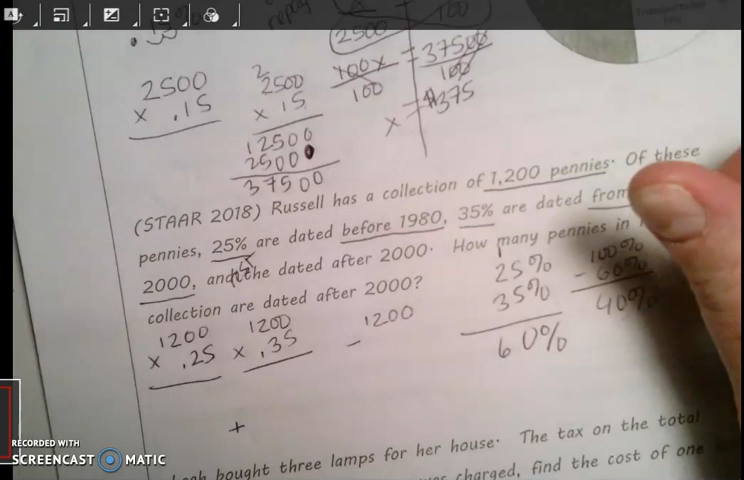 2500
100
2500
x .15
2
2500
x 15
12500
2500
37500
100x
100
= 37500
100
x = $375
(STAAR 2018) Russell has a collection of 1,200 pennies. Of these
pennies, 25% are dated before 1980, 35% are dated from
2000, and the dated after 2000. How many pennies in
collection are dated after 2000?
1200
x .25
1200
x .35
- 1200
+
25%
35%
60%
100%
- 60%
40%
bought three lamps for her house. The tax on the total
charged, find the cost of one
RECORDED WITH
SCREENCAST MATIC